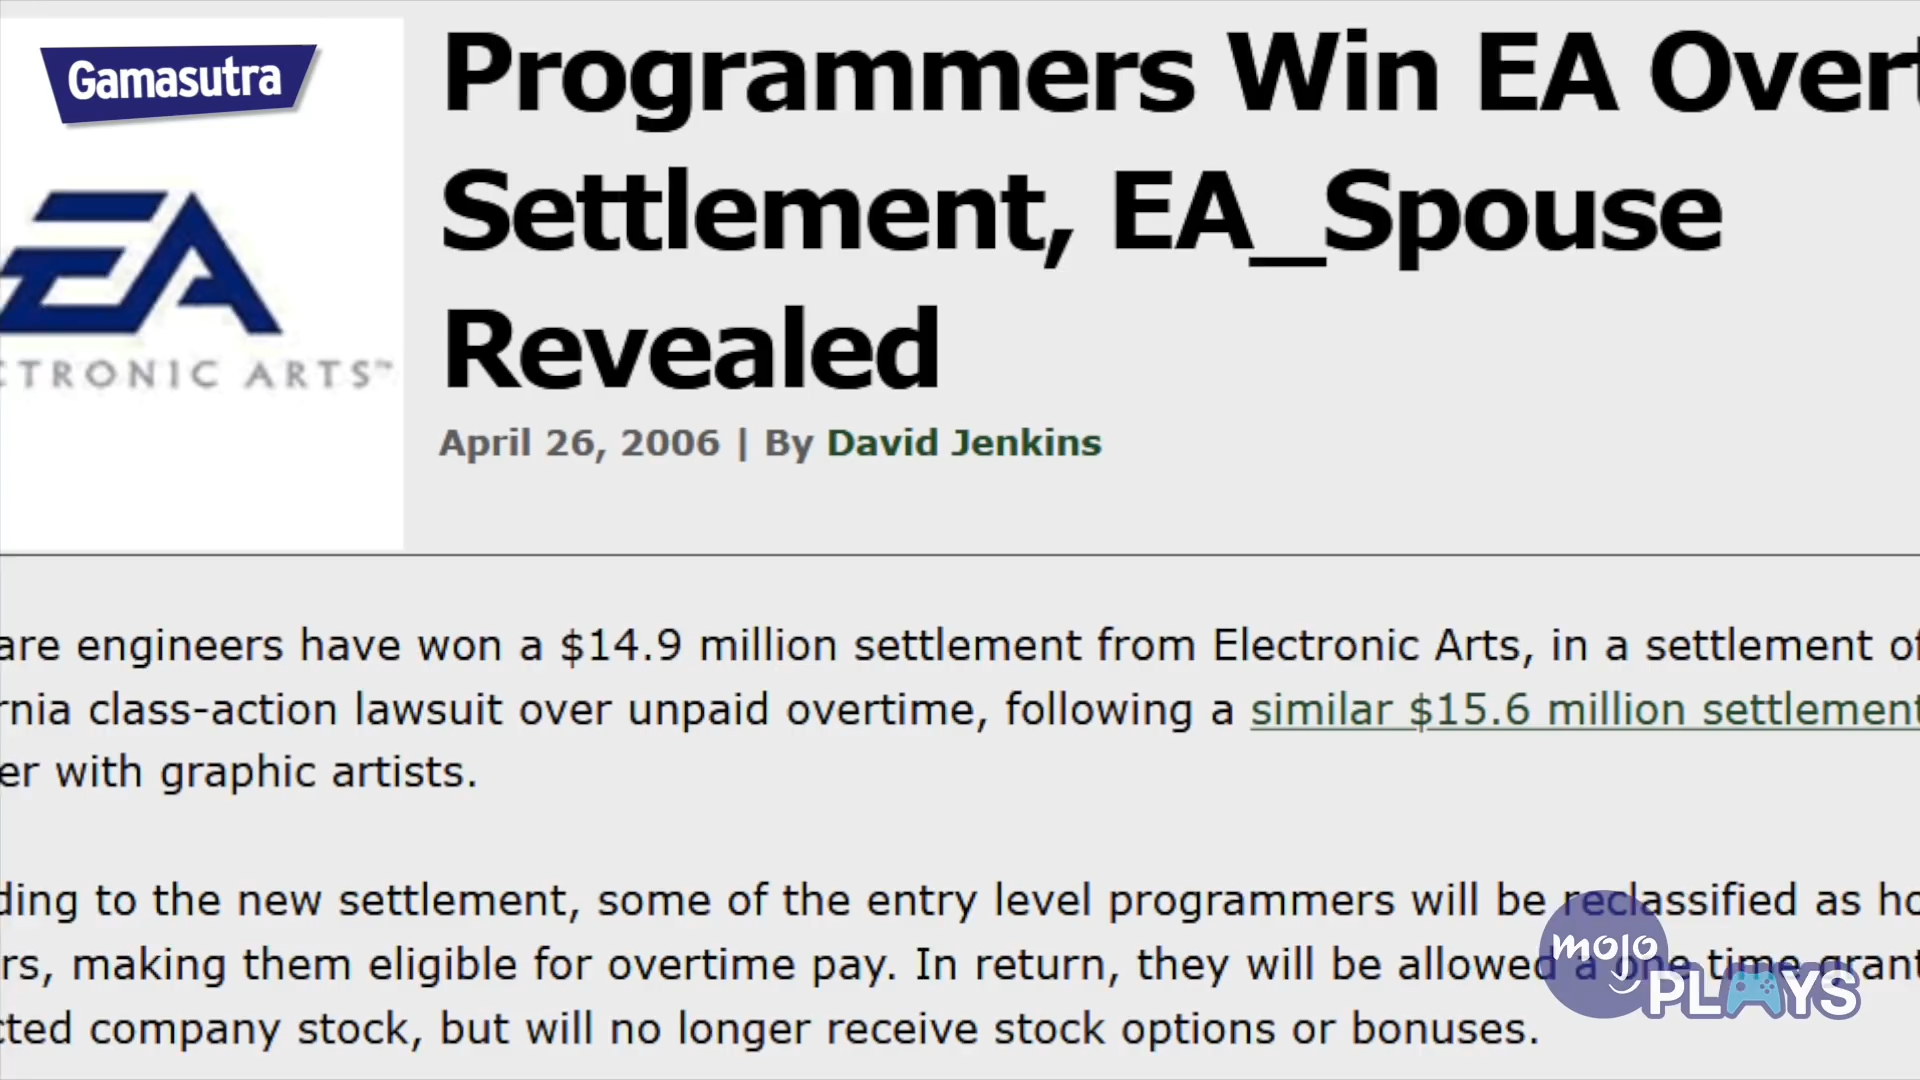 Gamasutra
Programmers Win EA Overt
Settlement, EA_Spouse
Revealed
EA
CTRONIC ARTS™
April 26, 2006 | By David Jenkins
are engineers have won a $14.9 million settlement from Electronic Arts, in a settlement of
rnia class-action lawsuit over unpaid overtime, following a similar $15.6 million settlement
er with graphic artists.
ding to the new settlement, some of the entry level programmers will be reclassified as ho
rs, making them eligible for overtime pay. In return, they will be allowed a one time grant
cted company stock, but will no longer receive stock options or bonuses.
mojo
PLAYS